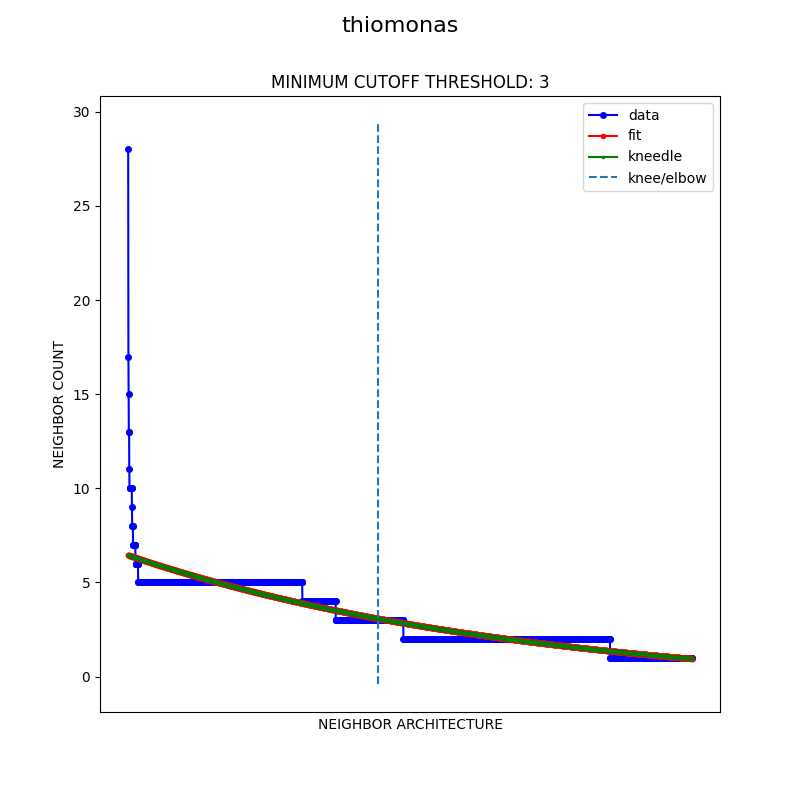 thiomonas
MINIMUM CUTOFF THRESHOLD: 3
data
fit
kneedle
knee/elbow
30
25
20
15
10
5
0
NEIGHBOR COUNT
NEIGHBOR ARCHITECTURE